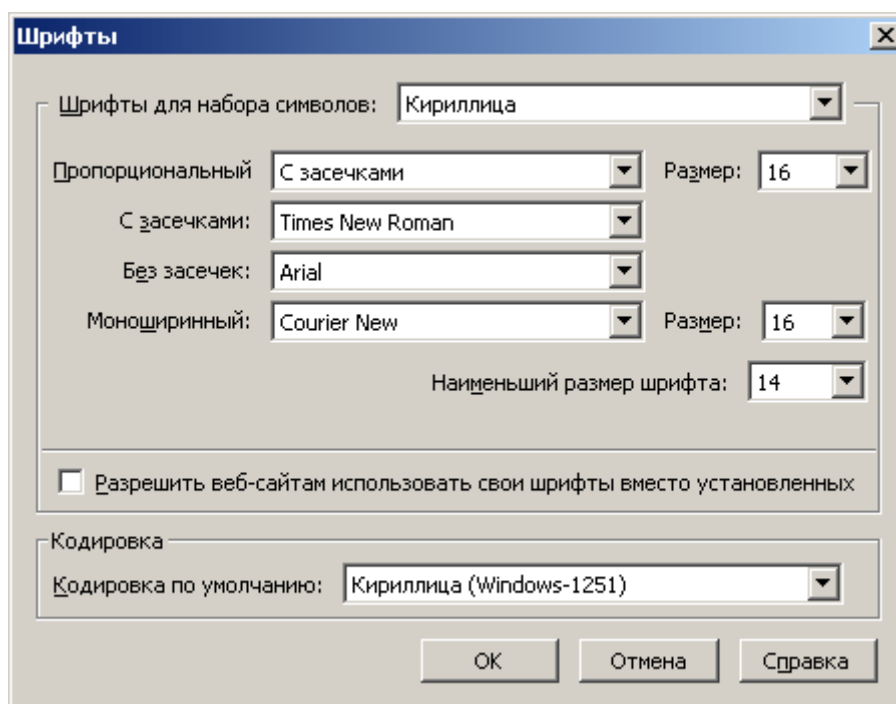 Шрифты
Шрифты для набора символов: Кириллица
Пропорциональный С засечками Размер: 16
С засечками: Times New Roman
Без засечек: Arial
Моноширинный: Courier New Размер: 16
Наименьший размер шрифта: 14
Разрешить веб-сайтам использовать свои шрифты вместо установленных
Кодировка
Кодировка по умолчанию: Кириллица (Windows-1251)
OK Отмена Справка